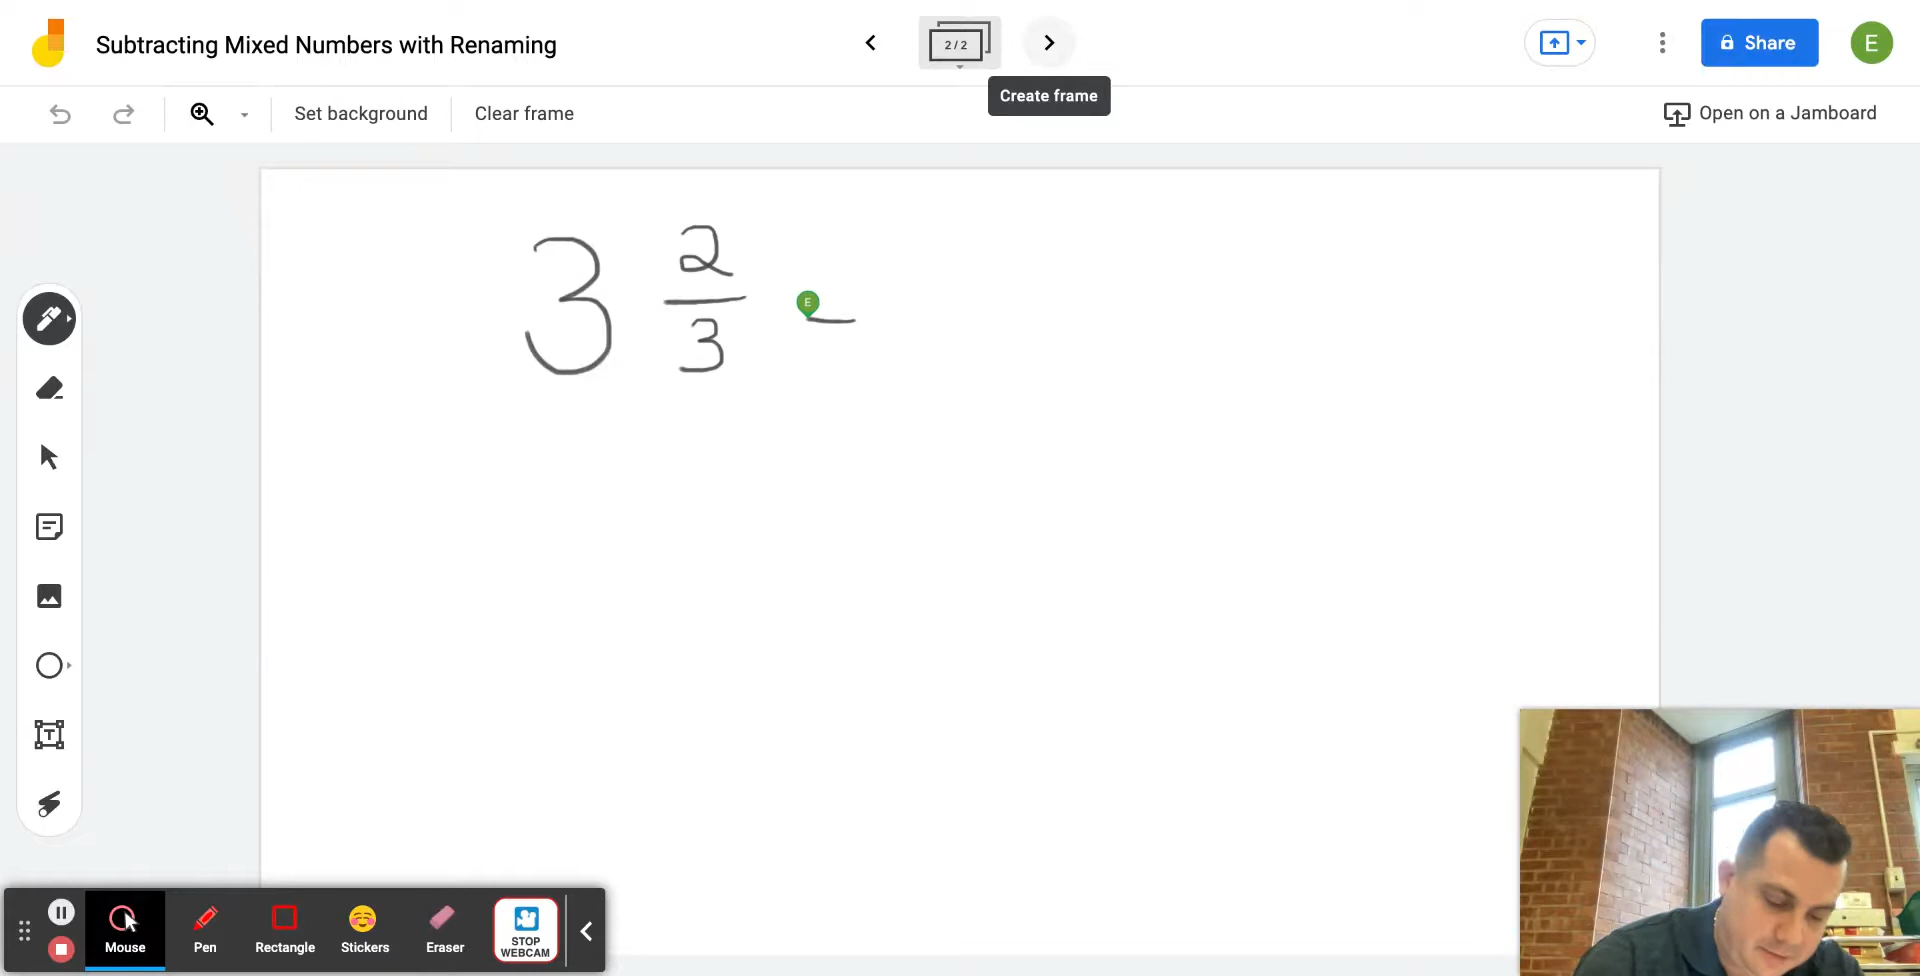 Subtracting Mixed Numbers with Renaming
2/2
Share
E
Create frame
Set background
Clear frame
Open on a Jamboard
3 2/3 -
E
Mouse
Pen
Rectangle
Stickers
Eraser
STOP
WEBCAM